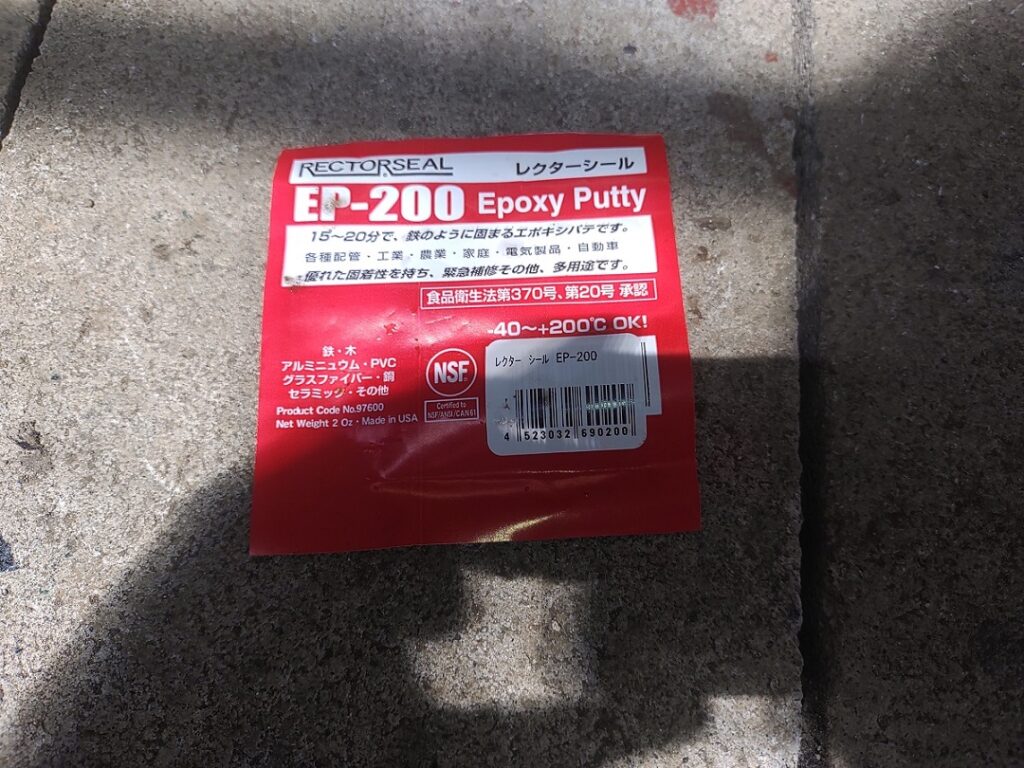 RECTORSEAL レクターシール
EP-200 Epoxy Putty
15～20分で、鉄のように固まるエポキシパテです。
各種配管・工業・農業・家庭・電気製品・自動車
優れた固着性を持ち、緊急補修その他、多用途です。
食品衛生法第370号、第20号 承認
-40～+200℃ OK!
鉄・木
アルミニュウム・PVC
グラスファイバー・銅
セラミッジ・その他
Product Code No.97600
Net Weight 2 Oz・Made in USA
NSF
Certified to
NSF/ANSI/CAN 61
レクター シール EP-200
4 523032 690200